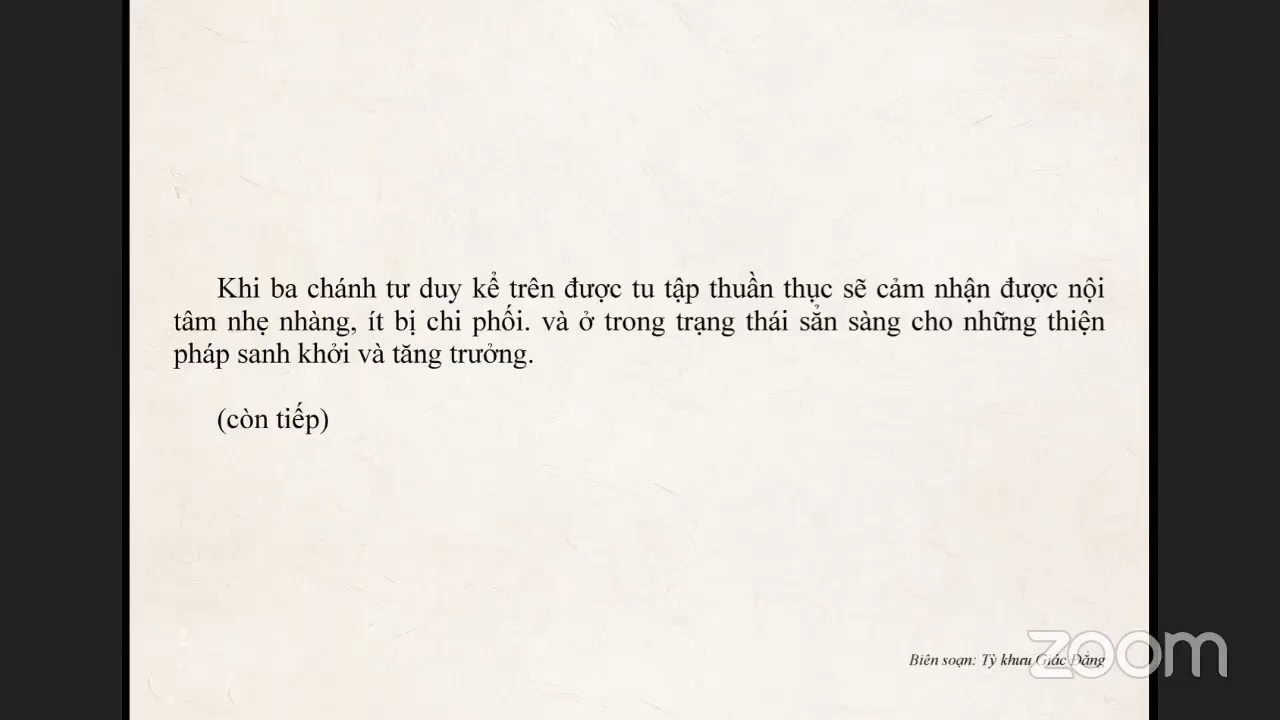 Khi ba chánh tư duy kể trên được tu tập thuần thục sẽ cảm nhận được nội
tâm nhẹ nhàng, ít bị chi phối. và ở trong trạng thái sẵn sàng cho những thiện
pháp sanh khởi và tăng trưởng.
(còn tiếp)
Biên soạn: Tỳ khưu Giác Đẳng
zoom